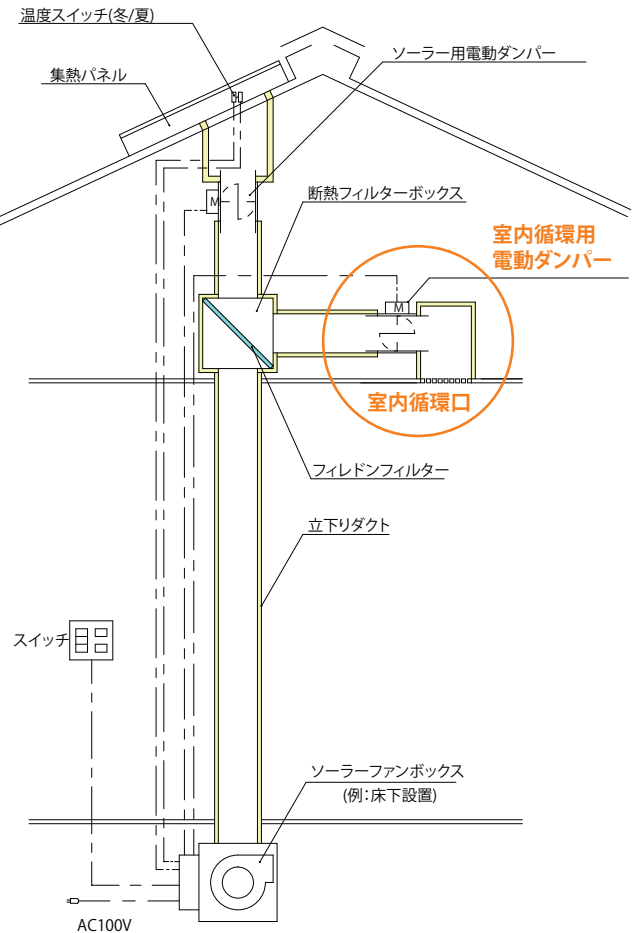 温度スイッチ(冬/夏)
ソーラー用電動ダンパー
集熱パネル
M
断熱フィルターボックス
室内循環用
電動ダンパー
M
室内循環口
フィレドンフィルター
立下りダクト
スイッチ
ソーラーファンボックス
(例:床下設置)
AC100V